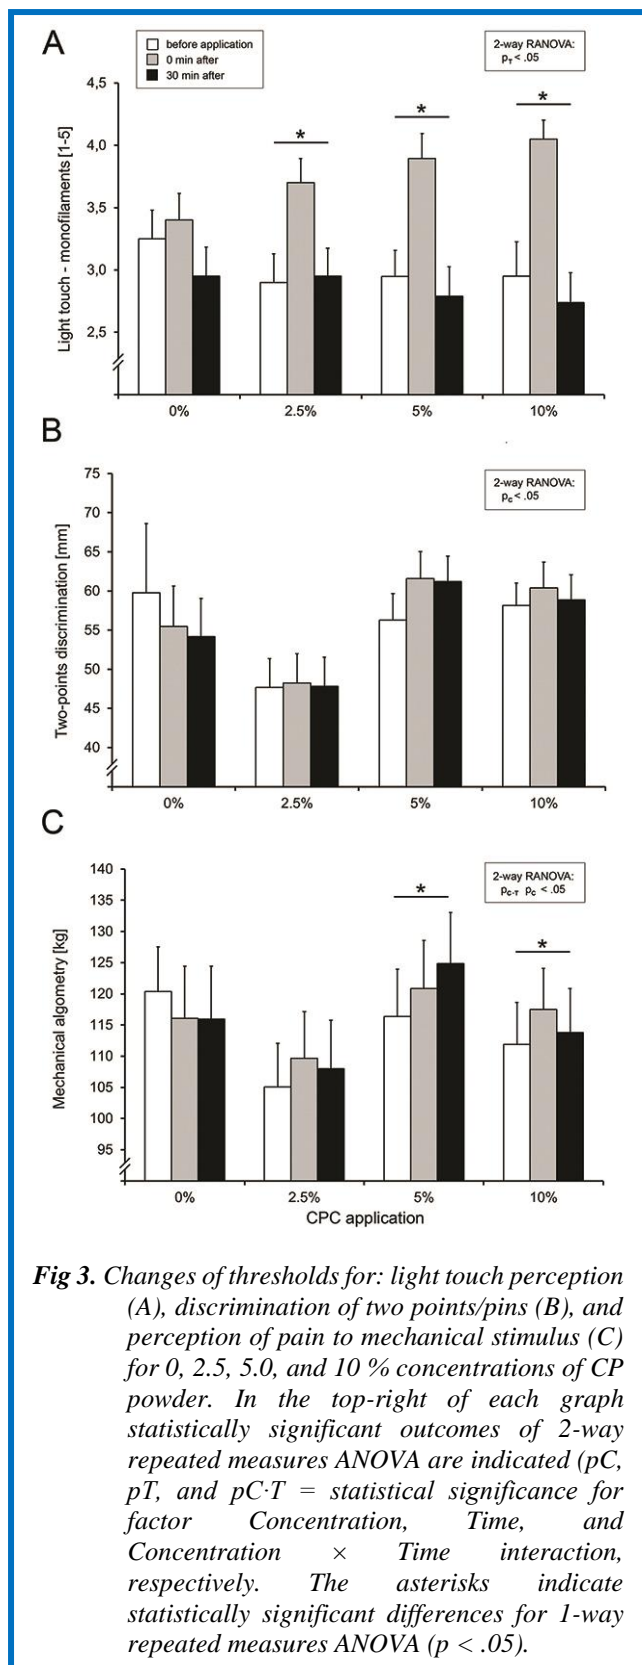 A
before application
0 min after
30 min after
2-way RANOVA:
pT < .05
Light touch - monofilaments [1-5]
4,5
4,0
3,5
3,0
2,5
*
*
*
0%
2.5%
5%
10%
B
2-way RANOVA:
pC < .05
Two-points discrimination [mm]
75
70
65
60
55
50
45
40
0%
2.5%
5%
10%
C
2-way RANOVA:
pC-T pC < .05
Mechanical algometry [kg]
140
135
130
125
120
115
110
105
100
95
*
*
0%
2.5%
5%
10%
CPC application
Fig 3. Changes of thresholds for: light touch perception
(A), discrimination of two points/pins (B), and
perception of pain to mechanical stimulus (C)
for 0, 2.5, 5.0, and 10 % concentrations of CP
powder. In the top-right of each graph
statistically significant outcomes of 2-way
repeated measures ANOVA are indicated (pC,
pT, and pC·T = statistical significance for
factor Concentration, Time, and
Concentration × Time interaction,
respectively. The asterisks indicate
statistically significant differences for 1-way
repeated measures ANOVA (p < .05).